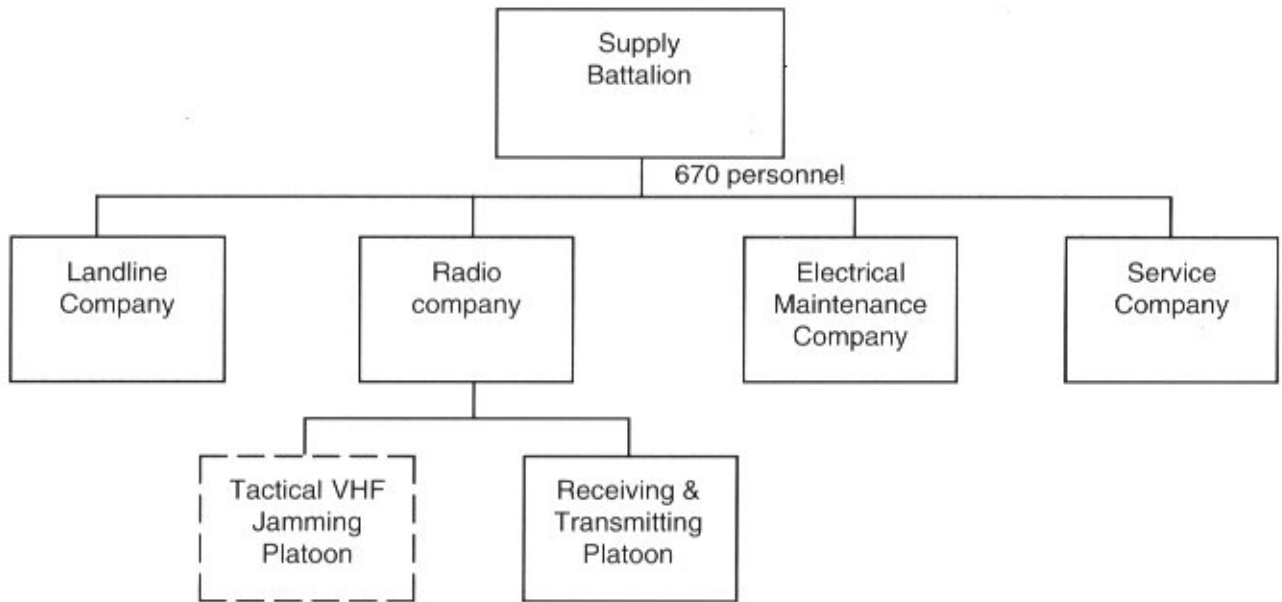 Supply
Battalion
670 personnel
Landline
Company
Radio
company
Electrical
Maintenance
Company
Service
Company
Tactical VHF
Jamming
Platoon
Receiving &
Transmitting
Platoon